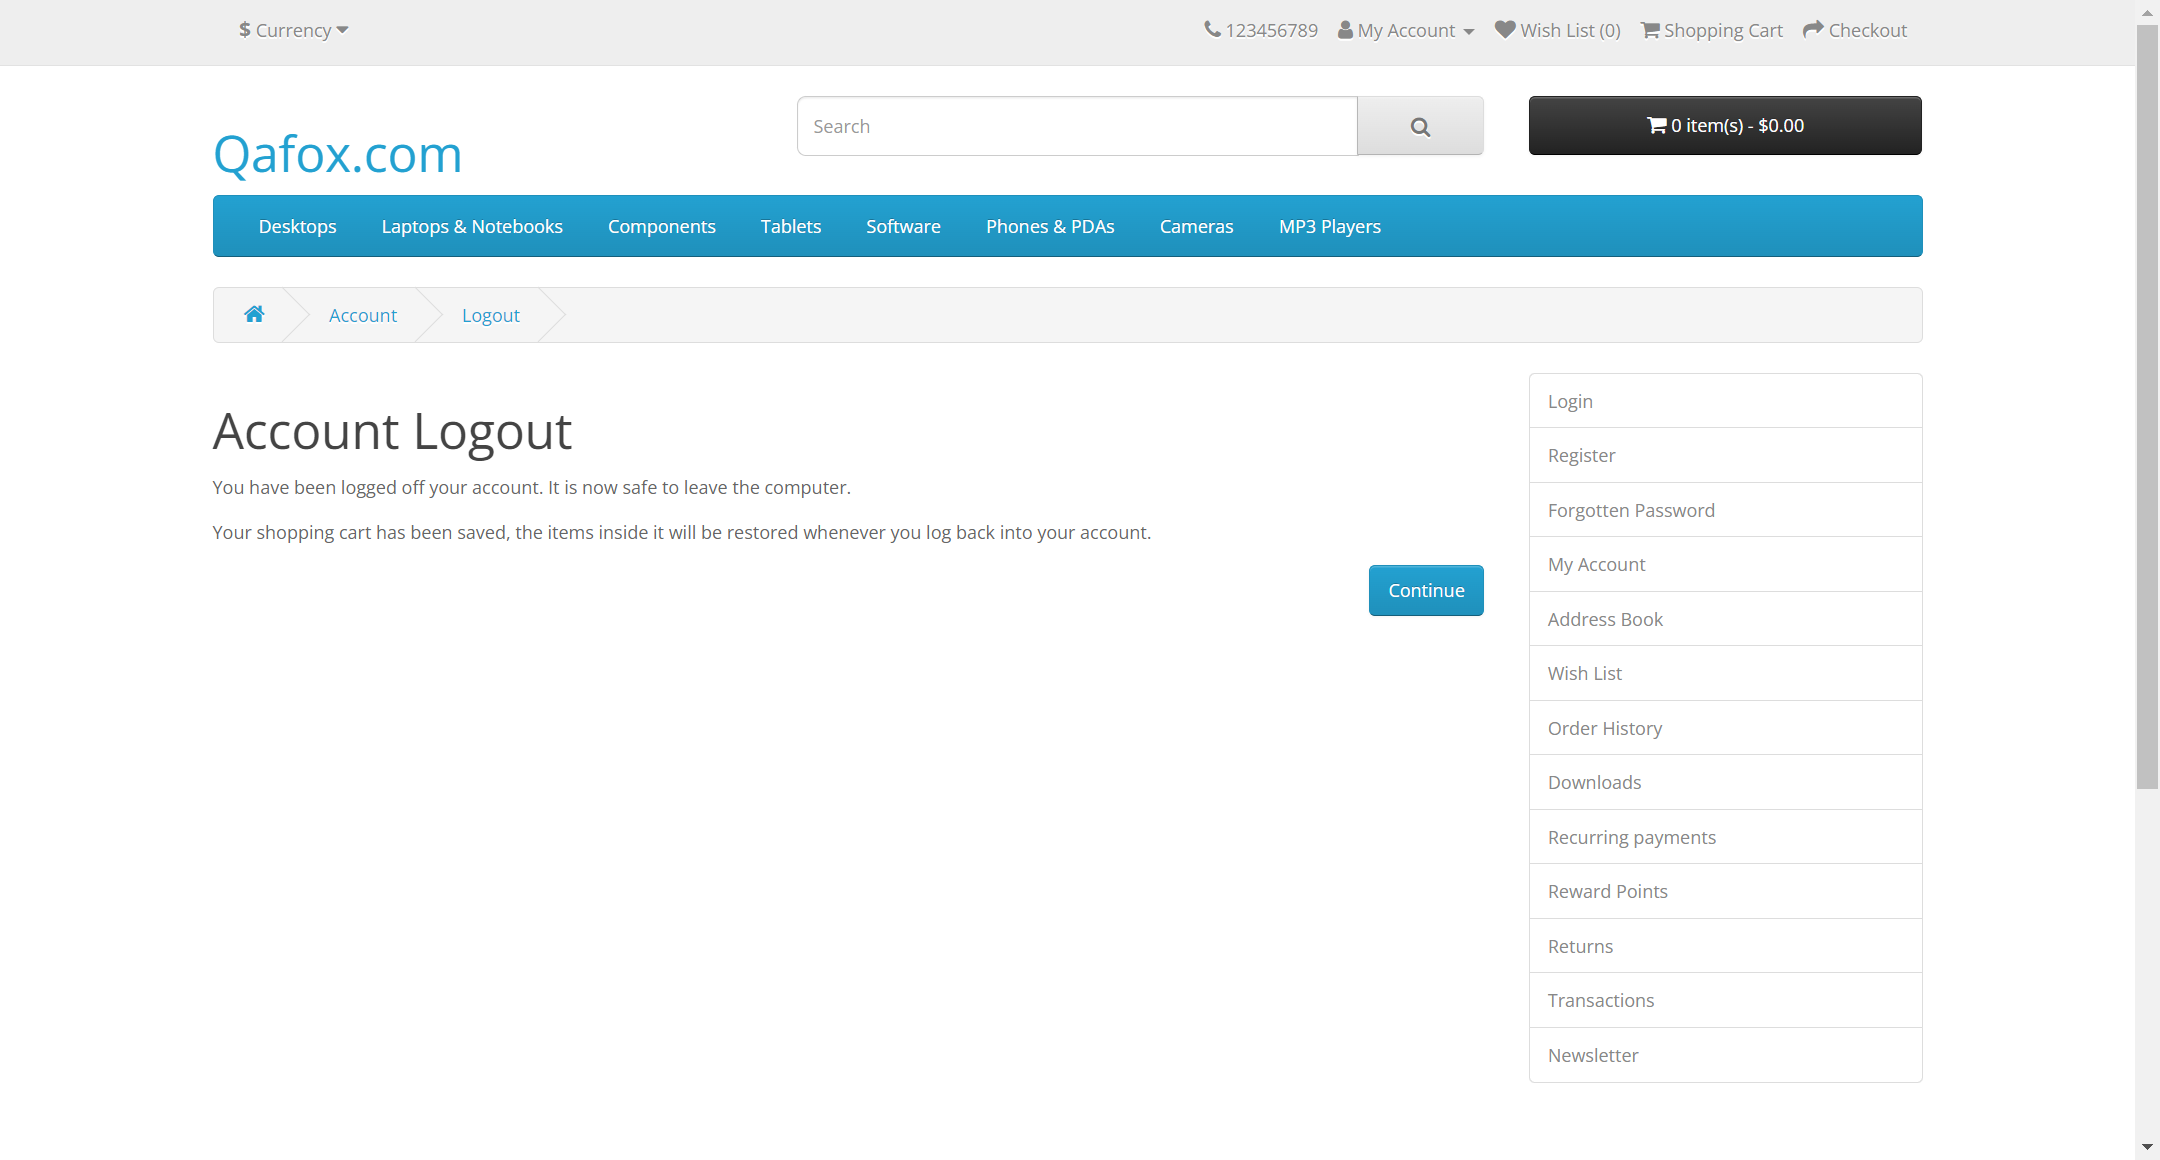 $ Currency
123456789 My Account Wish List (0) Shopping Cart Checkout
Qafox.com
Search
0 item(s) - $0.00
Desktops Laptops & Notebooks Components Tablets Software Phones & PDAs Cameras MP3 Players
Account Logout
Account Logout
You have been logged off your account. It is now safe to leave the computer.
Your shopping cart has been saved, the items inside it will be restored whenever you log back into your account.
Continue
Login
Register
Forgotten Password
My Account
Address Book
Wish List
Order History
Downloads
Recurring payments
Reward Points
Returns
Transactions
Newsletter